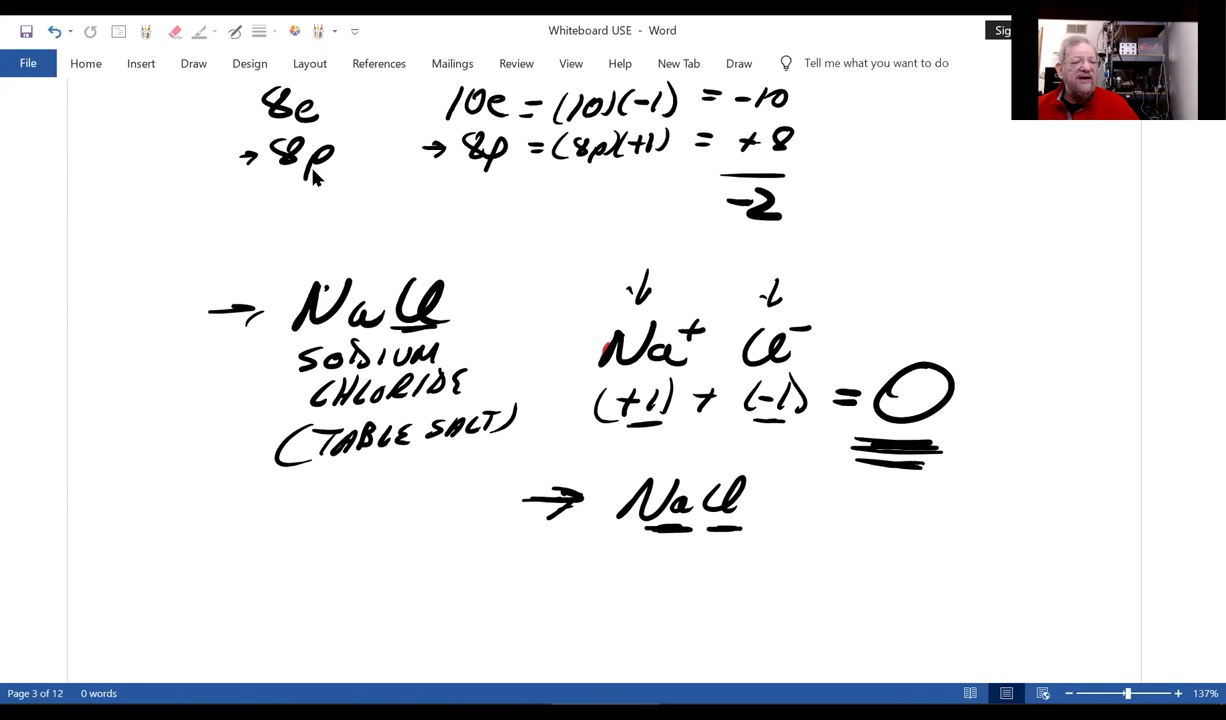 Whiteboard USE - Word
Sig
File Home Insert Draw Design Layout References Mailings Review View Help New Tab Draw Tell me what you want to do
8e 10e = (10)(-1) = -10
→ 8p → 8p = (8p)(+1) = +8
-2
→ NaCl ↓ ↓
SODIUM Na⁺ Cl⁻
CHLORIDE (+1) + (-1) = 0
(TABLE SALT)
→ NaCl
Page 3 of 12 0 words 137%